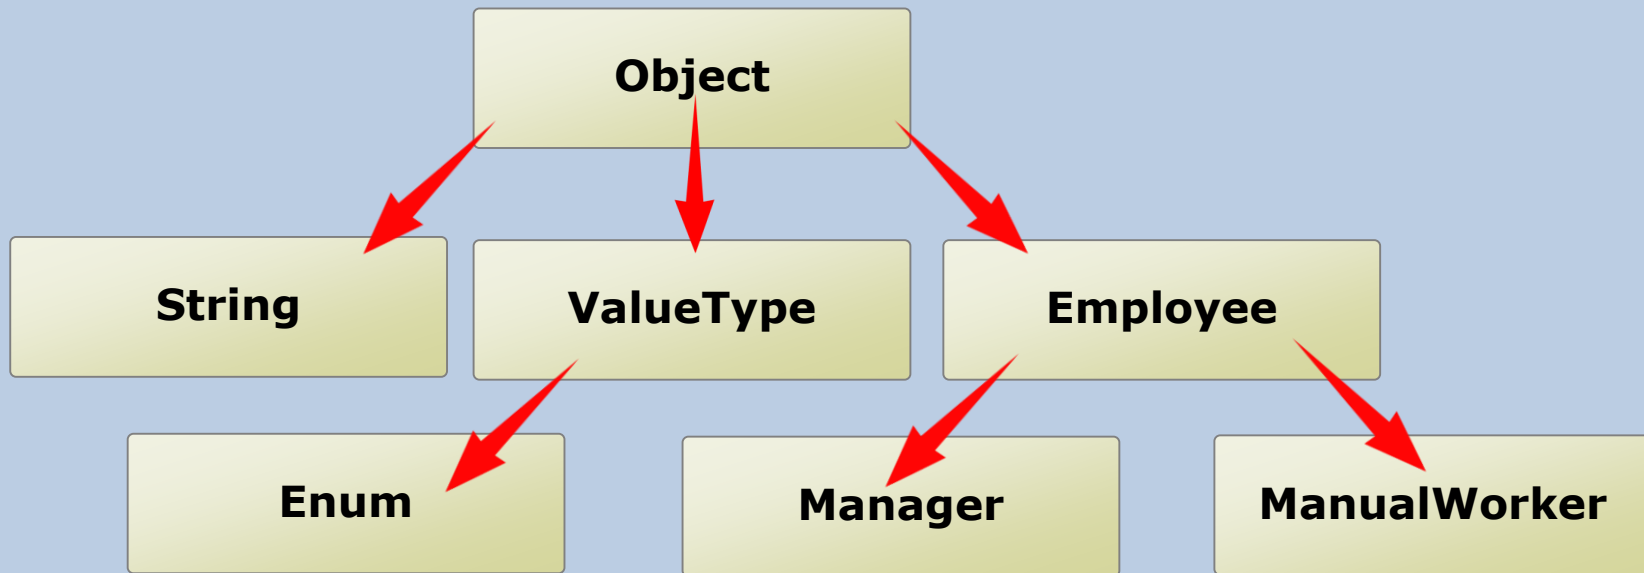 Object
String
ValueType
Employee
Enum
Manager
ManualWorker